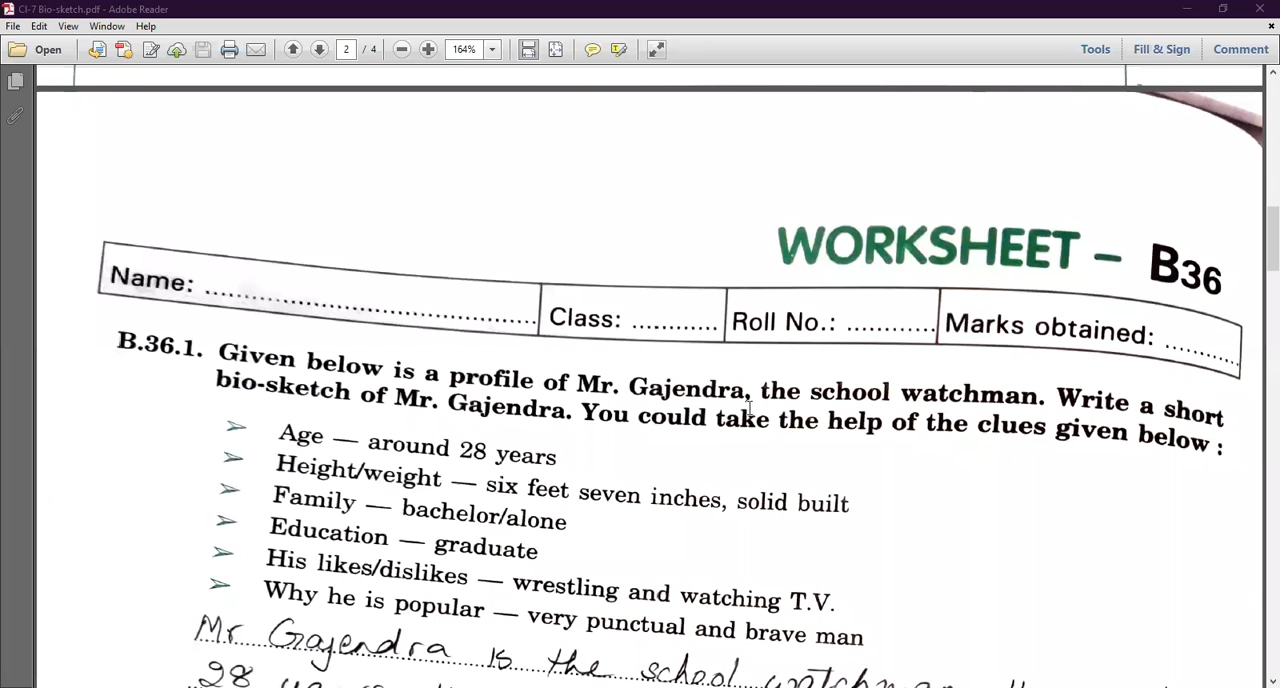 Cl-7 Bio-sketch.pdf - Adobe Reader
File Edit View Window Help
Open 2 / 4 164% Tools Fill & Sign Comment
WORKSHEET – B36
Name: .................... Class: ............ Roll No.: ............ Marks obtained: ..........
B.36.1. Given below is a profile of Mr. Gajendra, the school watchman. Write a short
bio-sketch of Mr. Gajendra. You could take the help of the clues given below :
➢ Age — around 28 years
➢ Height/weight — six feet seven inches, solid built
➢ Family — bachelor/alone
➢ Education — graduate
➢ His likes/dislikes — wrestling and watching T.V.
➢ Why he is popular — very punctual and brave man
Mr Gajendra is the school watchman
28